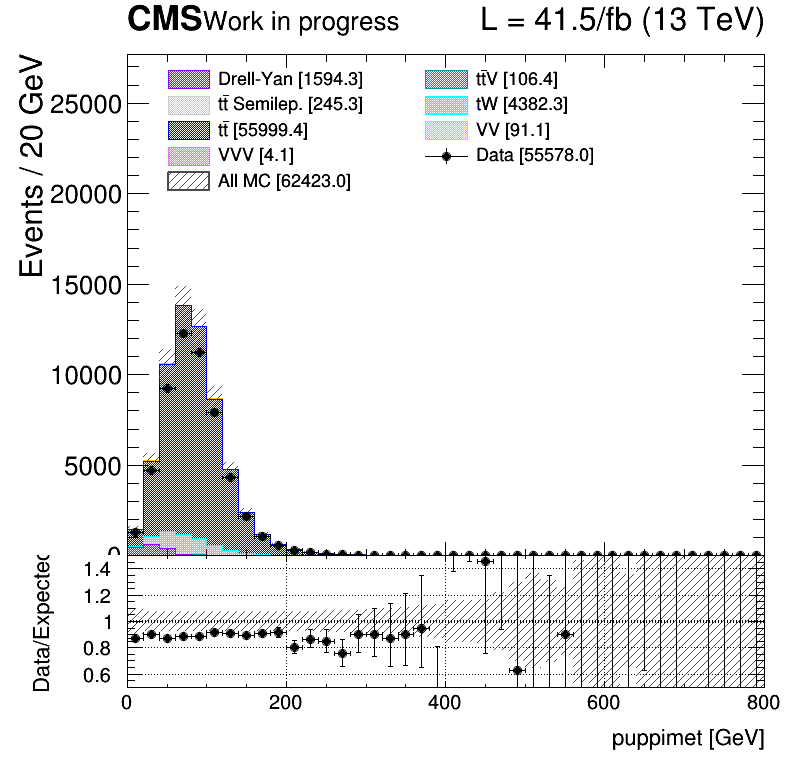 CMS Work in progress L = 41.5/fb (13 TeV)
Events / 20 GeV
25000
20000
15000
10000
5000
0
Drell-Yan [1594.3]
tt̄ Semilep. [245.3]
tt̄ [55999.4]
VVV [4.1]
All MC [62423.0]
tt̄V [106.4]
tW [4382.3]
VV [91.1]
Data [55578.0]
Data/Expected
1.4
1.2
1
0.8
0.6
0 200 400 600 800
puppimet [GeV]